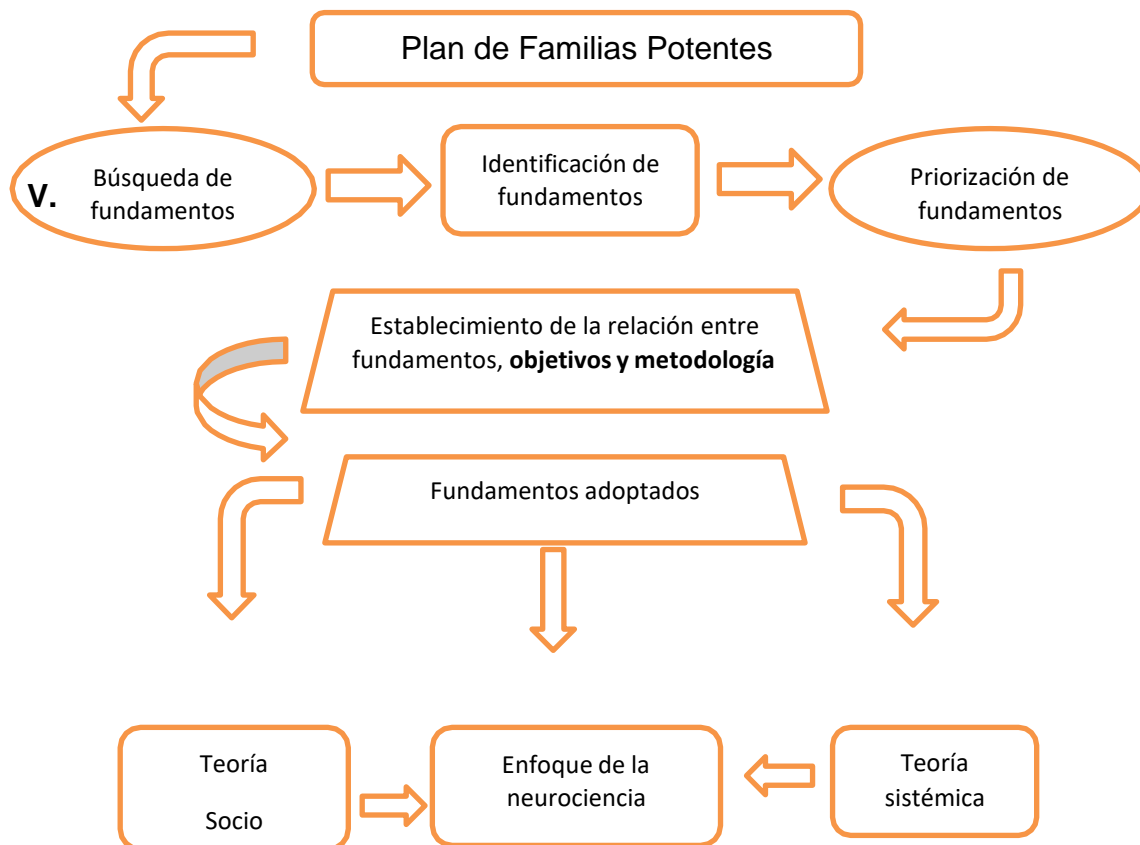 Plan de Familias Potentes
V.
Búsqueda de
fundamentos
Identificación de
fundamentos
Priorización de
fundamentos
Establecimiento de la relación entre
fundamentos, objetivos y metodología
Fundamentos adoptados
Teoría
Socio
Enfoque de la
neurociencia
Teoría
sistémica